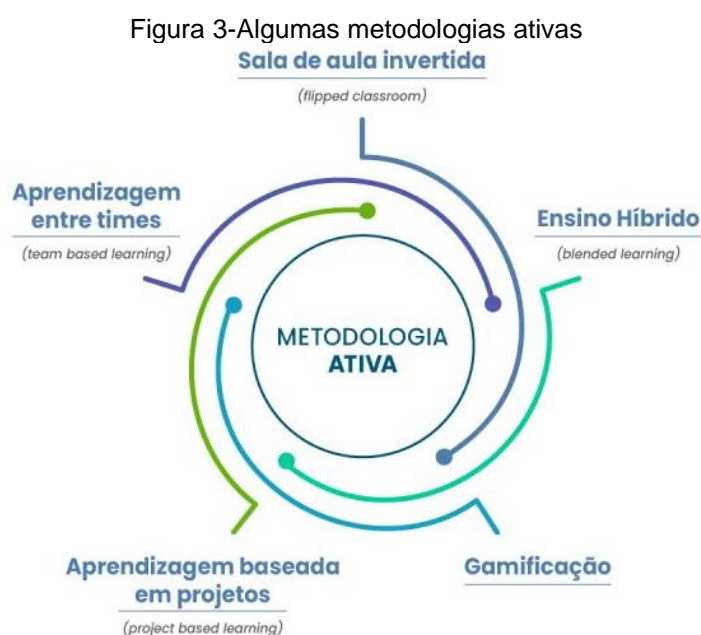 Figura 3-Algumas metodologias ativas
Sala de aula invertida
(flipped classroom)
Aprendizagem
entre times
(team based learning)
Ensino Híbrido
(blended learning)
METODOLOGIA
ATIVA
Aprendizagem baseada
em projetos
(project based learning)
Gamificação